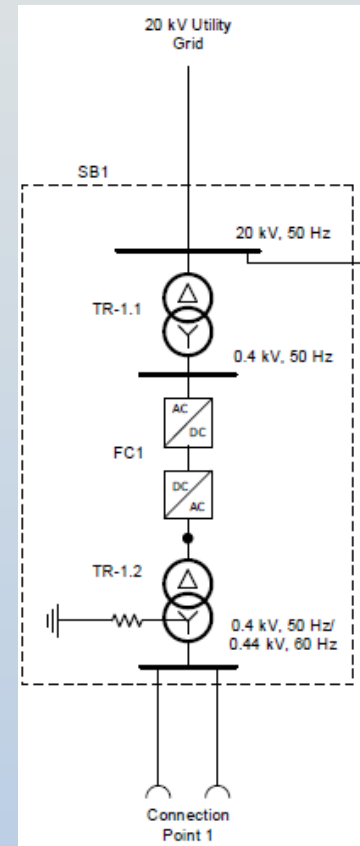 20 kV Utility
Grid
SB1
20 kV, 50 Hz
TR-1.1
0.4 kV, 50 Hz
AC
DC
FC1
DC
AC
TR-1.2
0.4 kV, 50 Hz/
0.44 kV, 60 Hz
Connection
Point 1